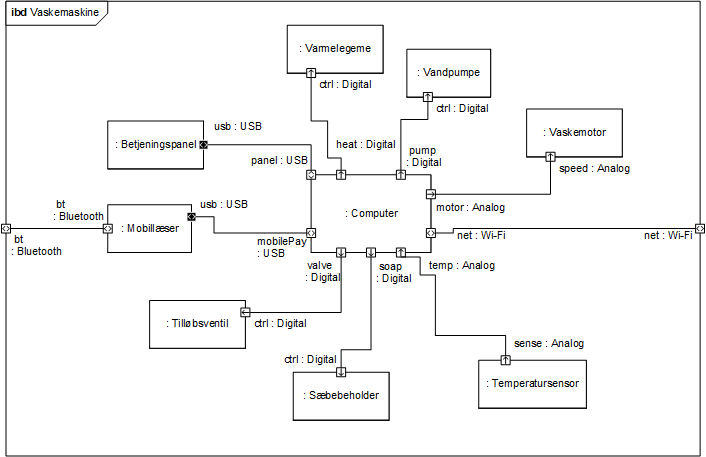 ibd Vaskemaskine
: Varmelegeme
ctrl : Digital
: Vandpumpe
ctrl : Digital
usb : USB
: Betjeningspanel
panel : USB
heat : Digital
pump
: Digital
: Vaskemotor
speed : Analog
bt
: Bluetooth
usb : USB
: Mobillæser
: Computer
motor : Analog
bt
: Bluetooth
mobilePay
: USB
net : Wi-Fi
net : Wi-Fi
valve
: Digital
soap
: Digital
temp : Analog
: Tilløbsventil
ctrl : Digital
sense : Analog
ctrl : Digital
: Sæbebeholder
: Temperatursensor